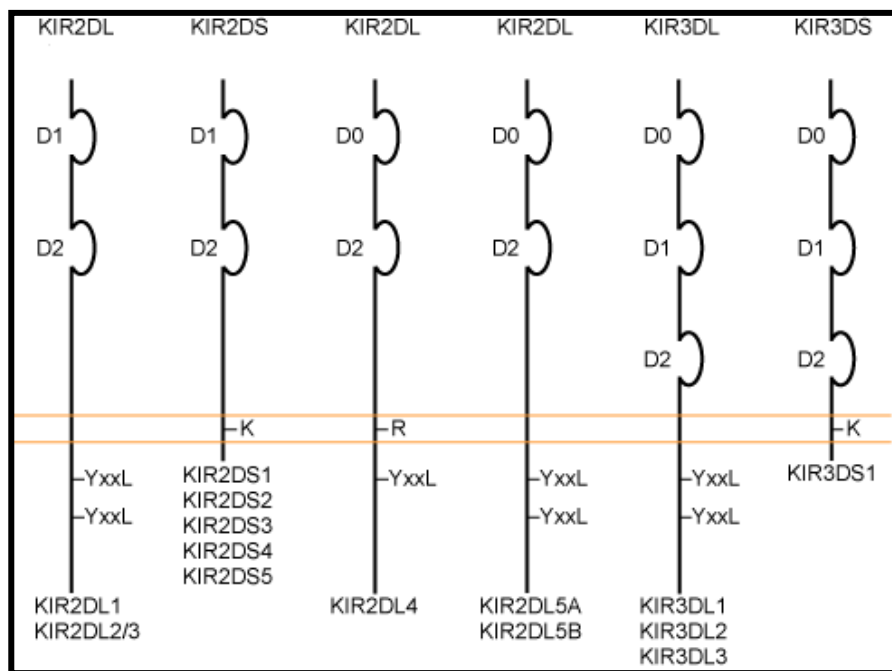 KIR2DL KIR2DS KIR2DL KIR2DL KIR3DL KIR3DS
D1 D1 D0 D0 D0 D0
D2 D2 D2 D2 D1 D1
D2 D2
K R K
YxxL YxxL YxxL YxxL
YxxL YxxL YxxL
KIR2DS1
KIR2DS2
KIR2DS3
KIR2DS4
KIR2DS5
KIR3DS1
KIR2DL1
KIR2DL2/3
KIR2DL4
KIR2DL5A
KIR2DL5B
KIR3DL1
KIR3DL2
KIR3DL3